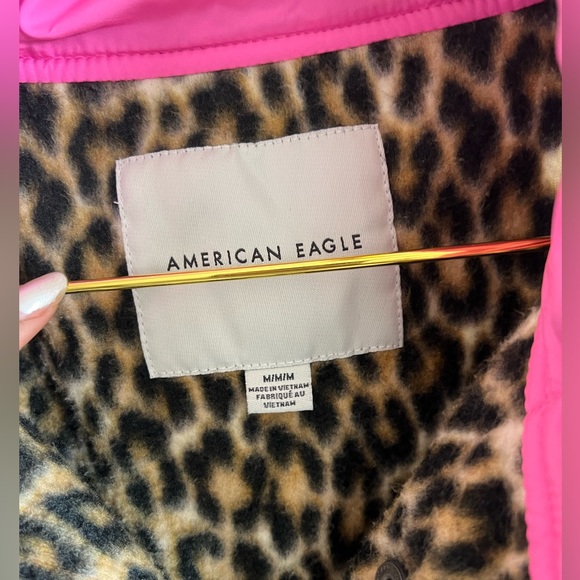 AMERICAN EAGLE
M/M/M
MADE IN VIETNAM
FABRIQUÉ AU
VIETNAM